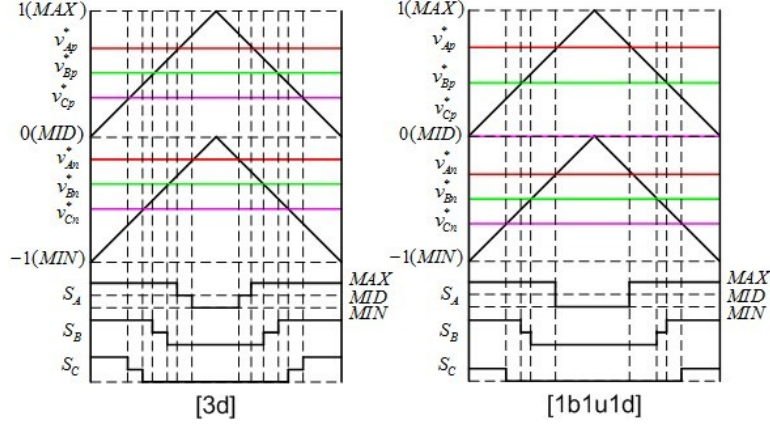 1(MAX)
v*Ap
v*Bp
v*Cp
0(MID)
v*An
v*Bn
v*Cn
−1(MIN)
SA
MAX
MID
MIN
SB
SC
[3d]
1(MAX)
v*Ap
v*Bp
v*Cp
0(MID)
v*An
v*Bn
v*Cn
−1(MIN)
SA
MAX
MID
MIN
SB
SC
[1b1u1d]